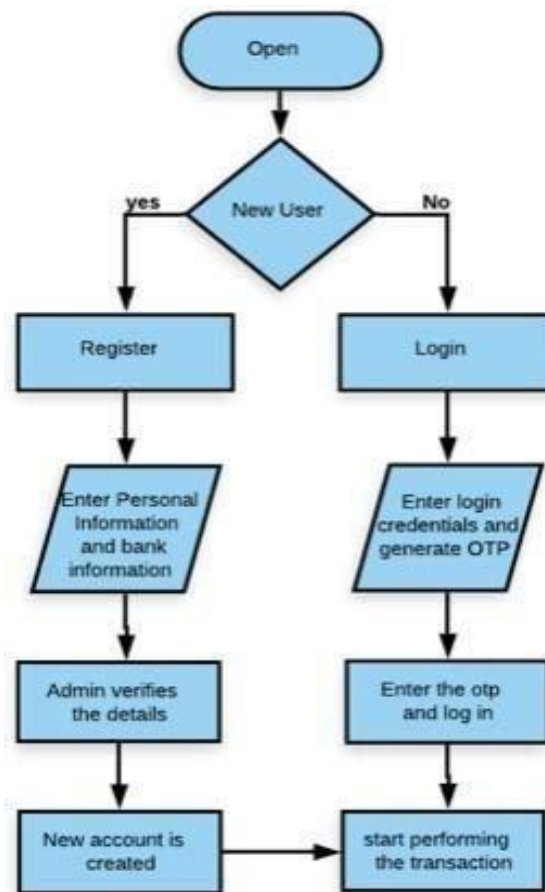 Open
New User
yes
No
Register
Login
Enter Personal
Information
and bank
information
Enter login
credentials and
generate OTP
Admin verifies
the details
Enter the otp
and log in
New account is
created
start performing
the transaction